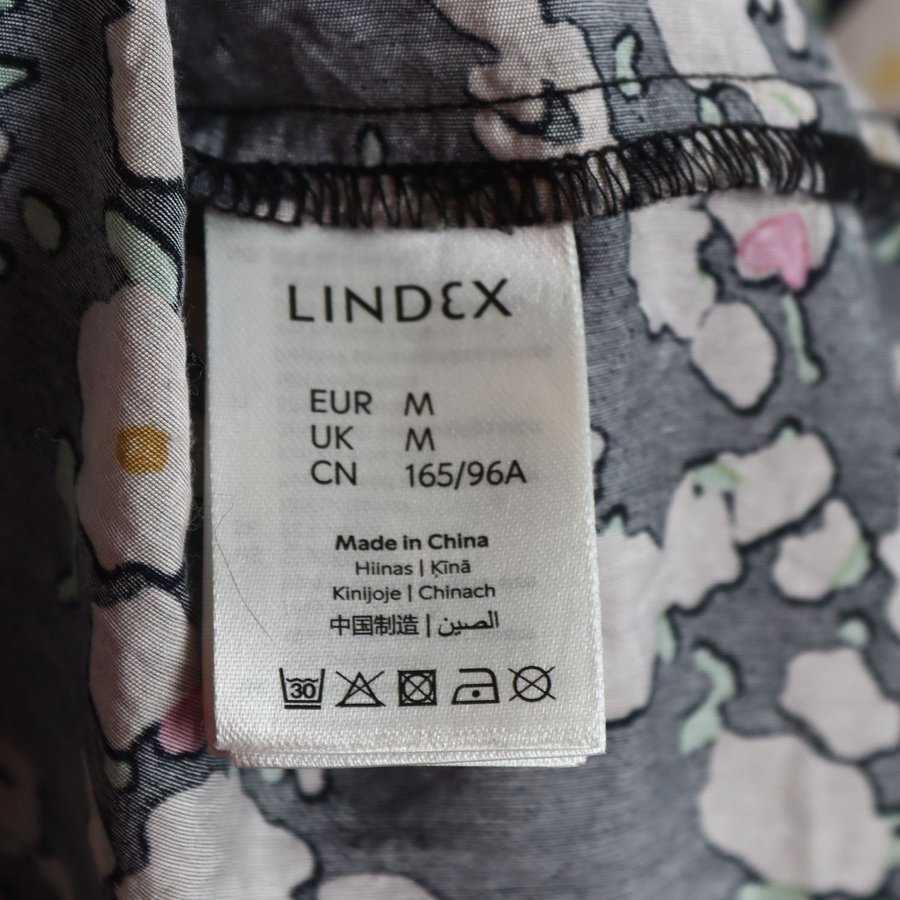 LINDEX
EUR M
UK M
CN 165/96A
Made in China
Hiinas | Ķīnā
Kinijoje | Chinach
中国制造 | الصين
30